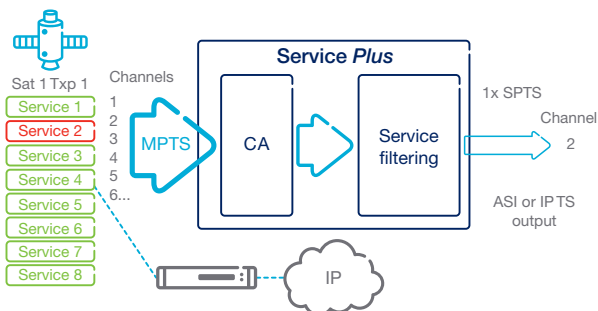 Service Plus
Sat 1 Txp 1
Channels
Service 1
Service 2
Service 3
Service 4
Service 5
Service 6
Service 7
Service 8
1
2
3
4
5
6...
MPTS
CA
Service
filtering
1x SPTS
Channel
2
ASI or IP TS
output
IP